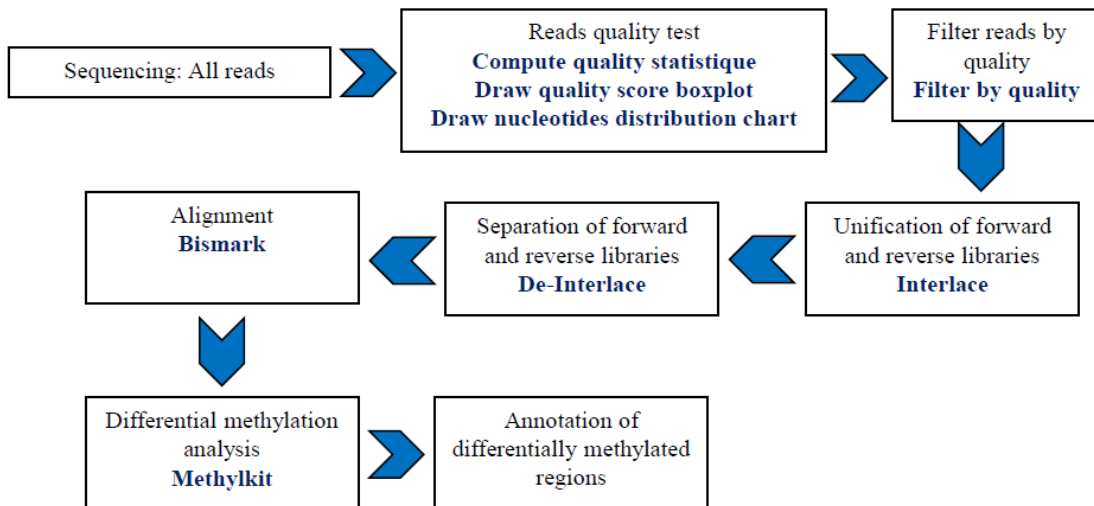 Sequencing: All reads
Reads quality test
Compute quality statistique
Draw quality score boxplot
Draw nucleotides distribution chart
Filter reads by
quality
Filter by quality
Unification of forward
and reverse libraries
Interlace
Separation of forward
and reverse libraries
De-Interlace
Alignment
Bismark
Differential methylation
analysis
Methylkit
Annotation of
differentially methylated
regions